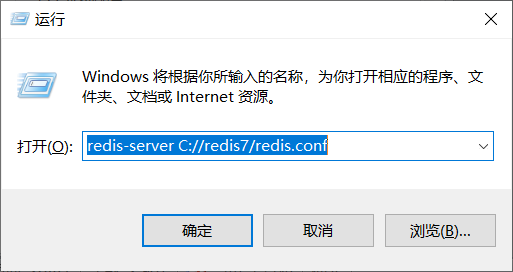 运行
Windows 将根据你所输入的名称，为你打开相应的程序、文
件夹、文档或 Internet 资源。
打开(O): redis-server C://redis7/redis.conf
确定 取消 浏览(B)...